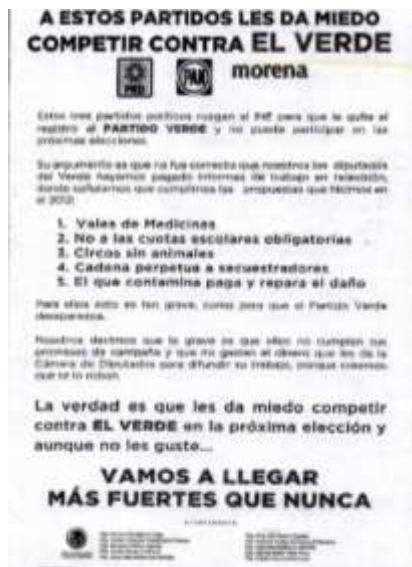 A ESTOS PARTIDOS LES DA MIEDO
COMPETIR CONTRA EL VERDE
PRD PAN morena
Estos tres partidos políticos ruegan al INE para que le quite el
registro al PARTIDO VERDE y no pueda participar en las
próximas elecciones.
Su argumento es que no fue correcto que nosotros los diputados
del Verde hayamos pagado informes de trabajo en televisión,
donde señalamos que cumplimos las propuestas que hicimos en
el 2012:
1. Vales de Medicinas
2. No a las cuotas escolares obligatorias
3. Circos sin animales
4. Cadena perpetua a secuestradores
5. El que contamina paga y repara el daño
Para ellos esto es tan grave, como para que el Partido Verde
desaparezca.
Nosotros decimos que lo grave es que ellos no cumplan sus
promesas de campaña y que no gasten el dinero que les da la
Cámara de Diputados para difundir su trabajo, porque creemos
que se lo roban.
La verdad es que les da miedo competir
contra EL VERDE en la próxima elección y
aunque no les guste...
VAMOS A LLEGAR
MÁS FUERTES QUE NUNCA